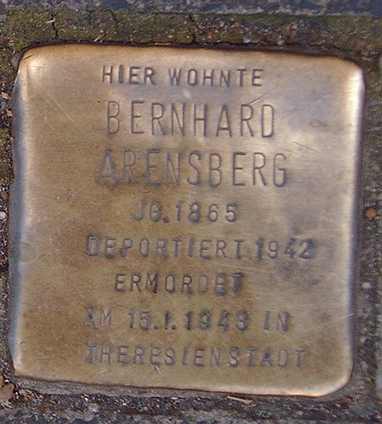 HIER WOHNTE
BERNHARD
ARENSBERG
JG. 1865
DEPORTIERT 1942
ERMORDET
AM 15.1.1943 IN
THERESIENSTADT